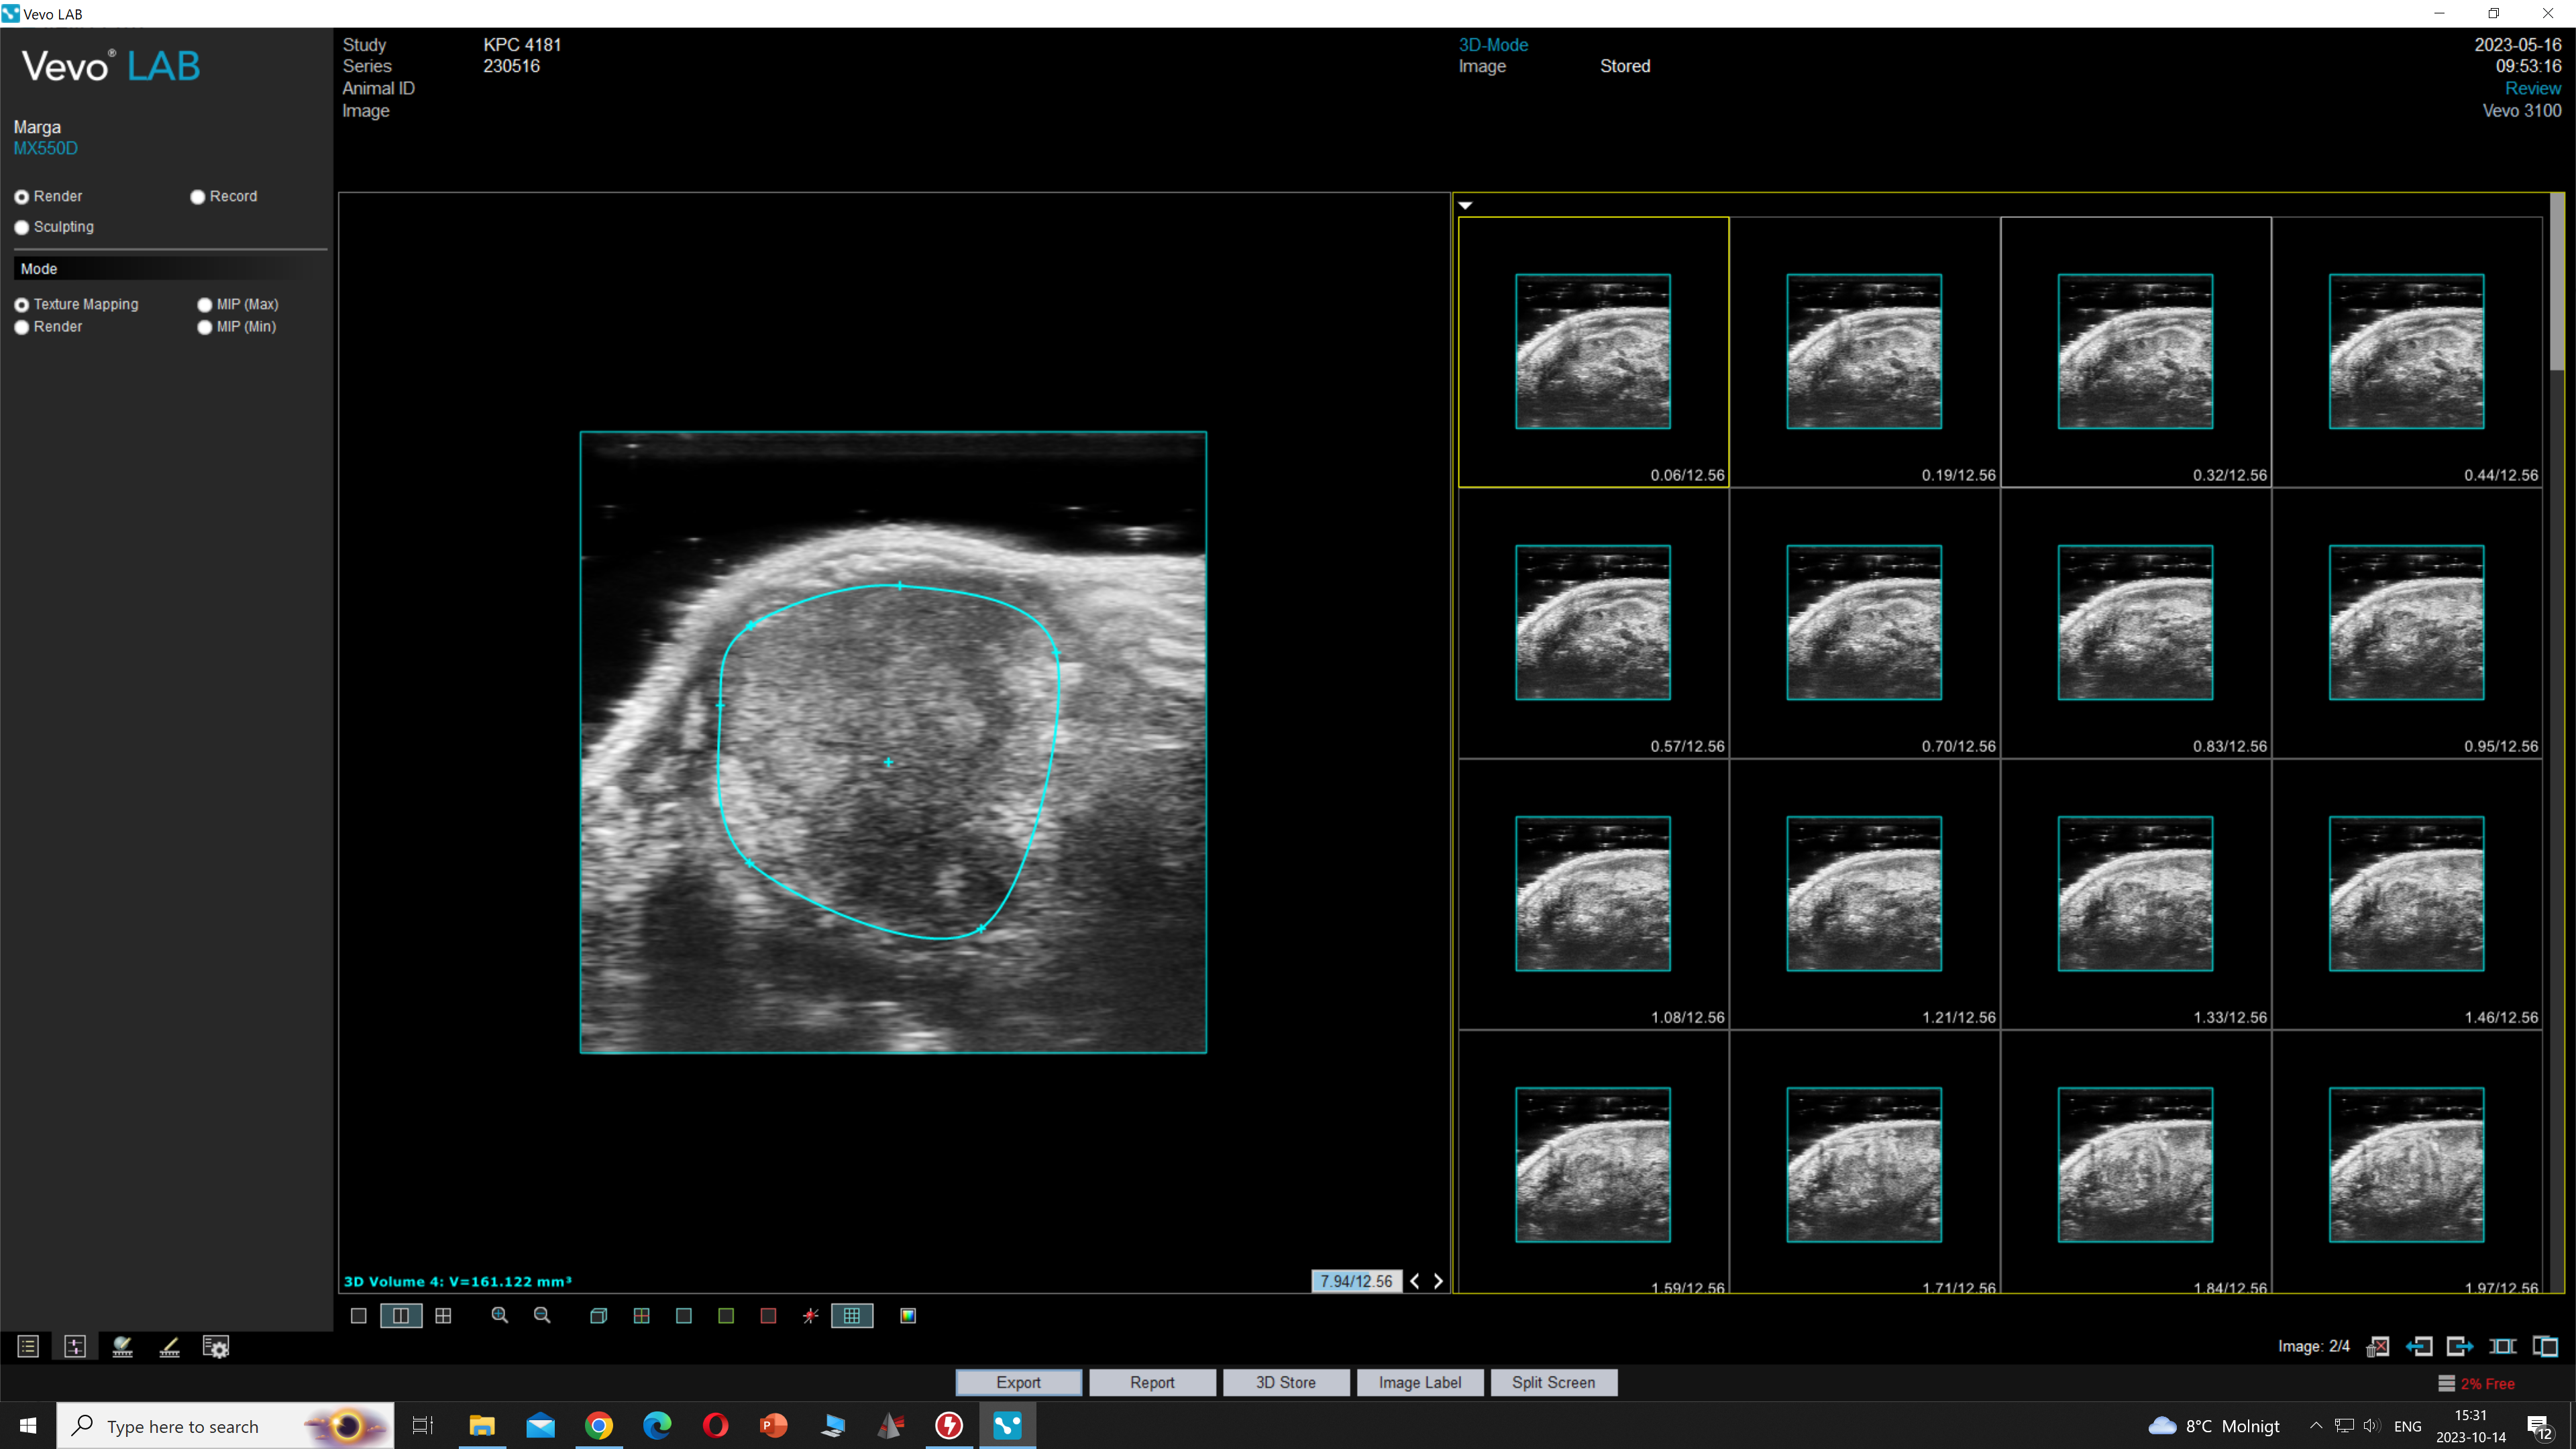 Vevo LAB
Vevo® LAB
Marga
MX550D
Render
Record
Sculpting
Mode
Texture Mapping
MIP (Max)
Render
MIP (Min)
Study KPC 4181
Series 230516
Animal ID
Image
3D-Mode
Image Stored
2023-05-16
09:53:16
Review
Vevo 3100
3D Volume 4: V=161.122 mm³
7.94/12.56
0.06/12.56
0.19/12.56
0.32/12.56
0.44/12.56
0.57/12.56
0.70/12.56
0.83/12.56
0.95/12.56
1.08/12.56
1.21/12.56
1.33/12.56
1.46/12.56
1.59/12.56
1.71/12.56
1.84/12.56
1.97/12.56
Image: 2/4
Export
Report
3D Store
Image Label
Split Screen
2% Free
Type here to search
8°C Molnigt
ENG
15:31
2023-10-14
12